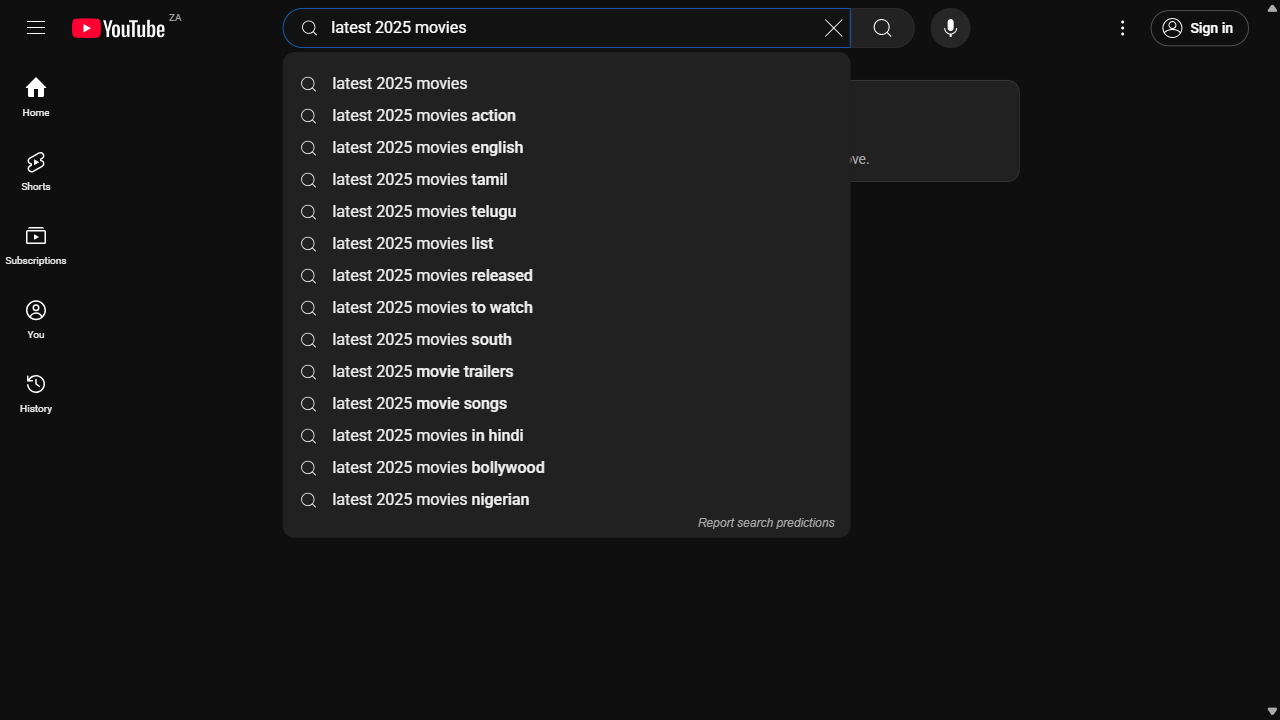 YouTube ZA
latest 2025 movies
Sign in
Home
Shorts
Subscriptions
You
History
latest 2025 movies
latest 2025 movies action
latest 2025 movies english
latest 2025 movies tamil
latest 2025 movies telugu
latest 2025 movies list
latest 2025 movies released
latest 2025 movies to watch
latest 2025 movies south
latest 2025 movie trailers
latest 2025 movie songs
latest 2025 movies in hindi
latest 2025 movies bollywood
latest 2025 movies nigerian
Report search predictions